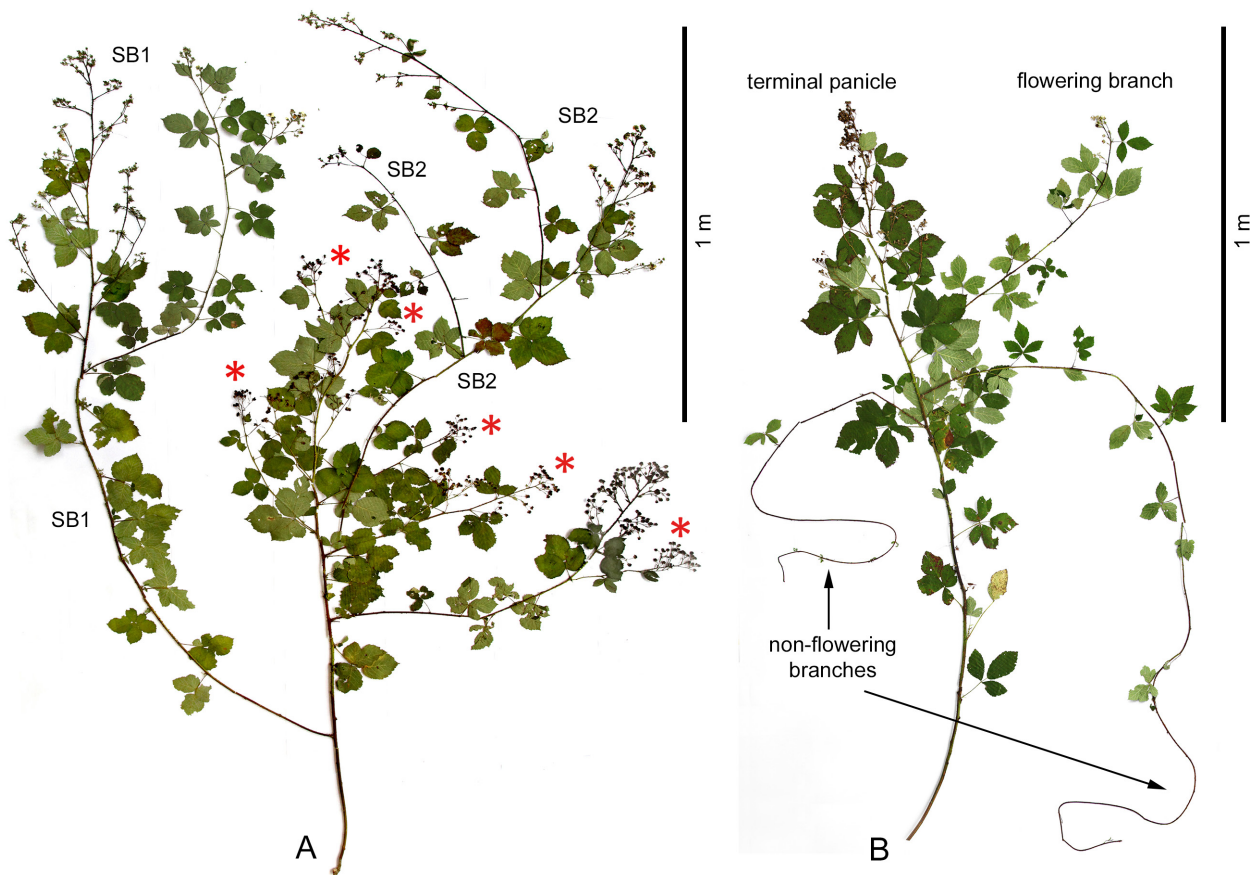 SB1
SB2
SB2
SB2
SB1
1 m
A
terminal panicle
flowering branch
1 m
non-flowering
branches
B